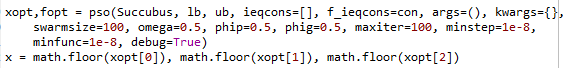 xopt,fopt = pso(Succubus, lb, ub, ieqcons=[], f_ieqcons=con, args=(), kwargs={},
swarmsize=100, omega=0.5, phip=0.5, phig=0.5, maxiter=100, minstep=1e-8,
minfunc=1e-8, debug=True)
x = math.floor(xopt[0]), math.floor(xopt[1]), math.floor(xopt[2])